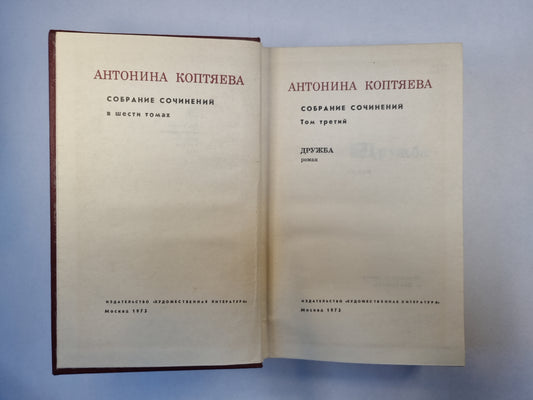 АНТОНИНА КОПТЯЕВА
СОБРАНИЕ СОЧИНЕНИЙ
в шести томах
ИЗДАТЕЛЬСТВО «ХУДОЖЕСТВЕННАЯ ЛИТЕРАТУРА»
Москва 1973
АНТОНИНА КОПТЯЕВА
СОБРАНИЕ СОЧИНЕНИЙ
Том третий
ДРУЖБА
роман
ИЗДАТЕЛЬСТВО «ХУДОЖЕСТВЕННАЯ ЛИТЕРАТУРА»
Москва 1973